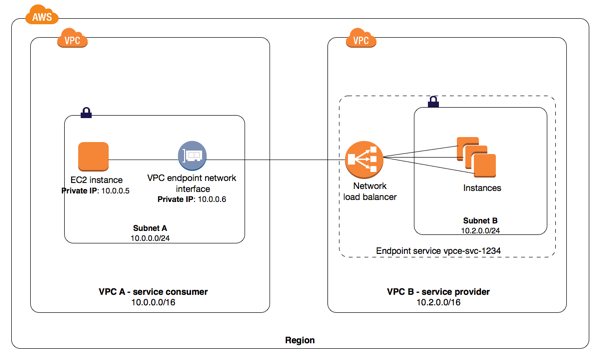 AWS
VPC
VPC
EC2 instance
Private IP: 10.0.0.5
VPC endpoint network
interface
Private IP: 10.0.0.6
Subnet A
10.0.0.0/24
VPC A - service consumer
10.0.0.0/16
Network
load balancer
Instances
Subnet B
10.2.0.0/24
Endpoint service vpce-svc-1234
VPC B - service provider
10.2.0.0/16
Region